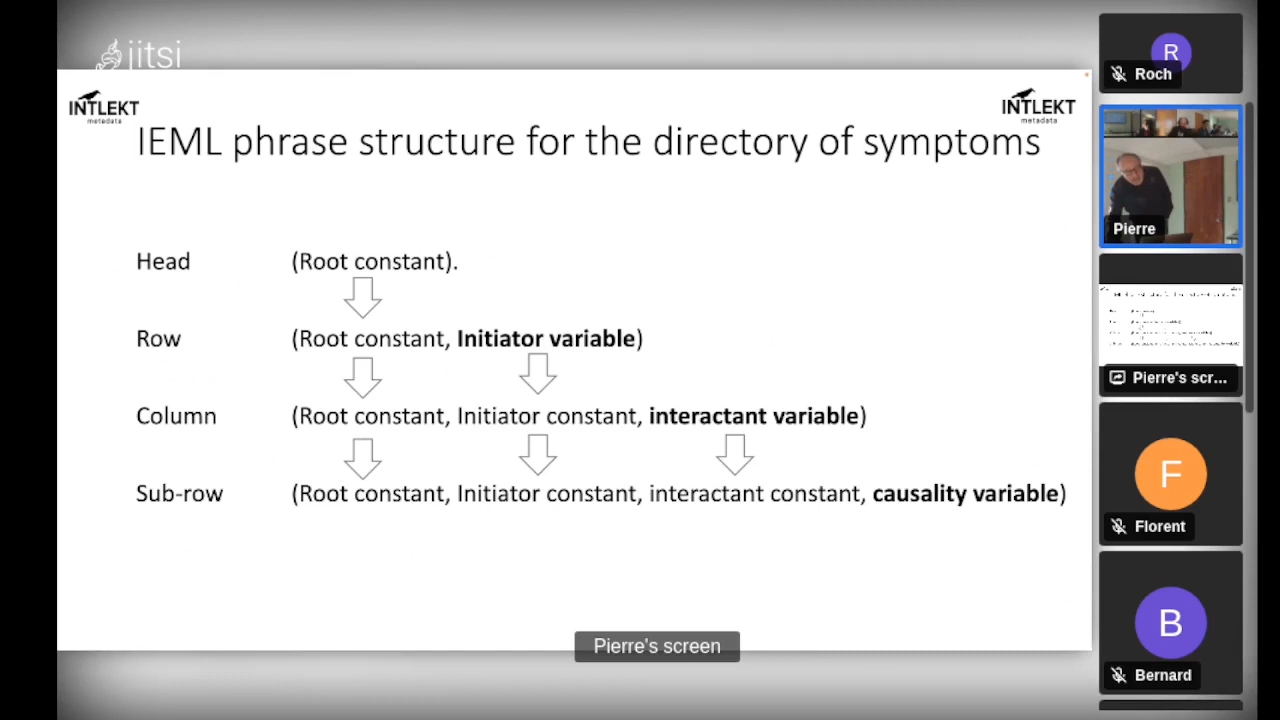 jitsi
INTLEKT
metadata
INTLEKT
metadata
IEML phrase structure for the directory of symptoms
Head (Root constant).
Row (Root constant, Initiator variable)
Column (Root constant, Initiator constant, interactant variable)
Sub-row (Root constant, Initiator constant, interactant constant, causality variable)
Pierre's screen
R
Roch
Pierre
Pierre's scr...
F
Florent
B
Bernard